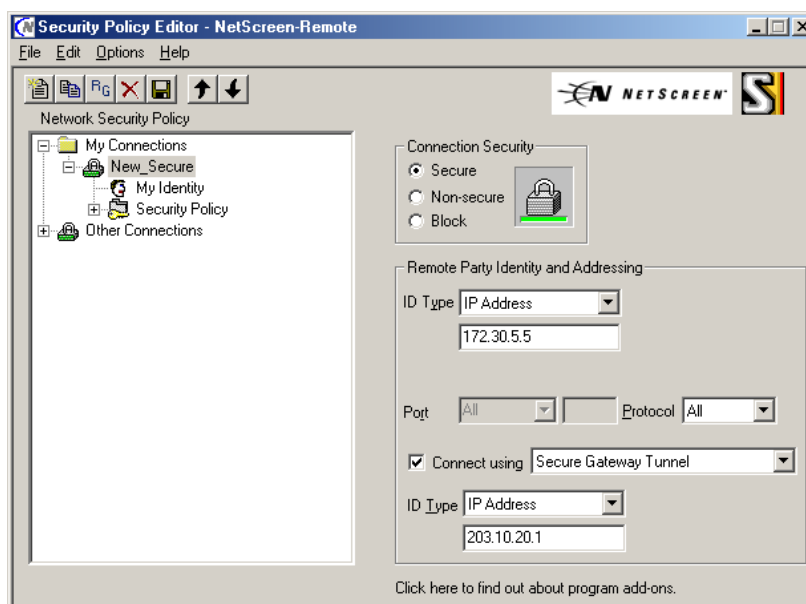 Security Policy Editor - NetScreen-Remote
File Edit Options Help
RG
N NETSCREEN
S
Network Security Policy
My Connections
New_Secure
My Identity
Security Policy
Other Connections
Connection Security
Secure
Non-secure
Block
Remote Party Identity and Addressing
ID Type IP Address
172.30.5.5
Port All Protocol All
Connect using Secure Gateway Tunnel
ID Type IP Address
203.10.20.1
Click here to find out about program add-ons.